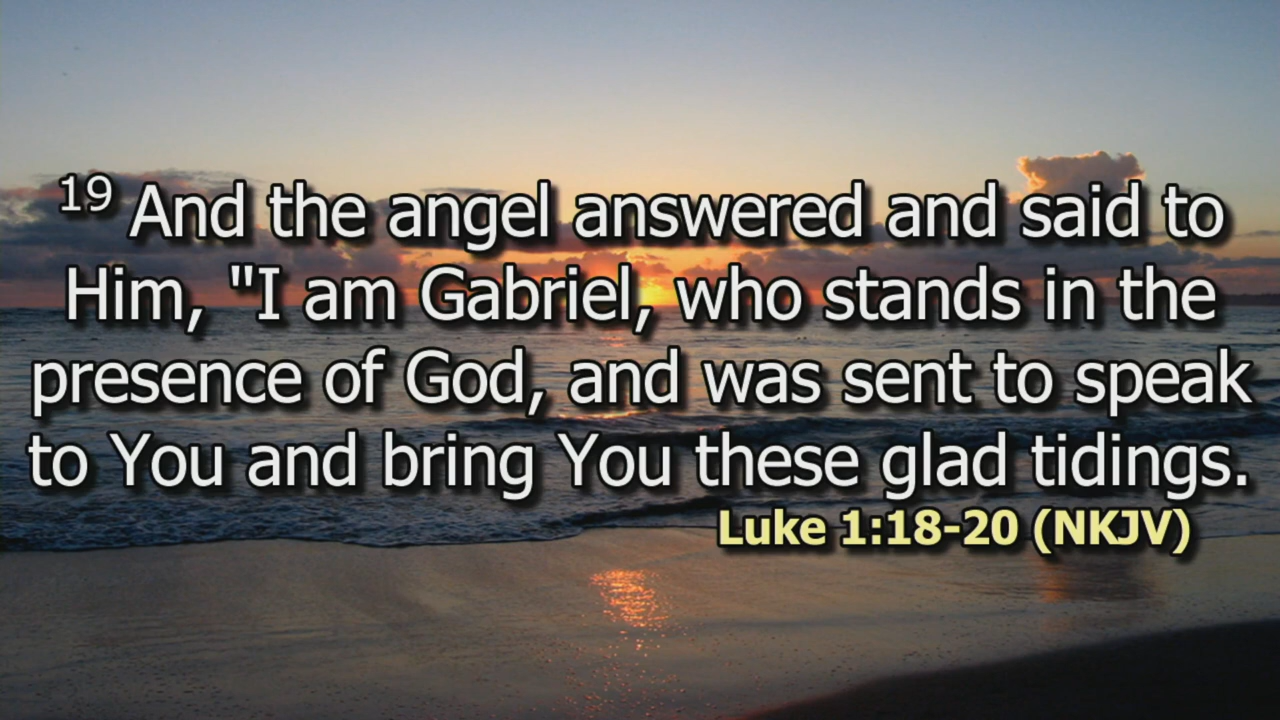 19 And the angel answered and said to
Him, "I am Gabriel, who stands in the
presence of God, and was sent to speak
to You and bring You these glad tidings.
Luke 1:18-20 (NKJV)